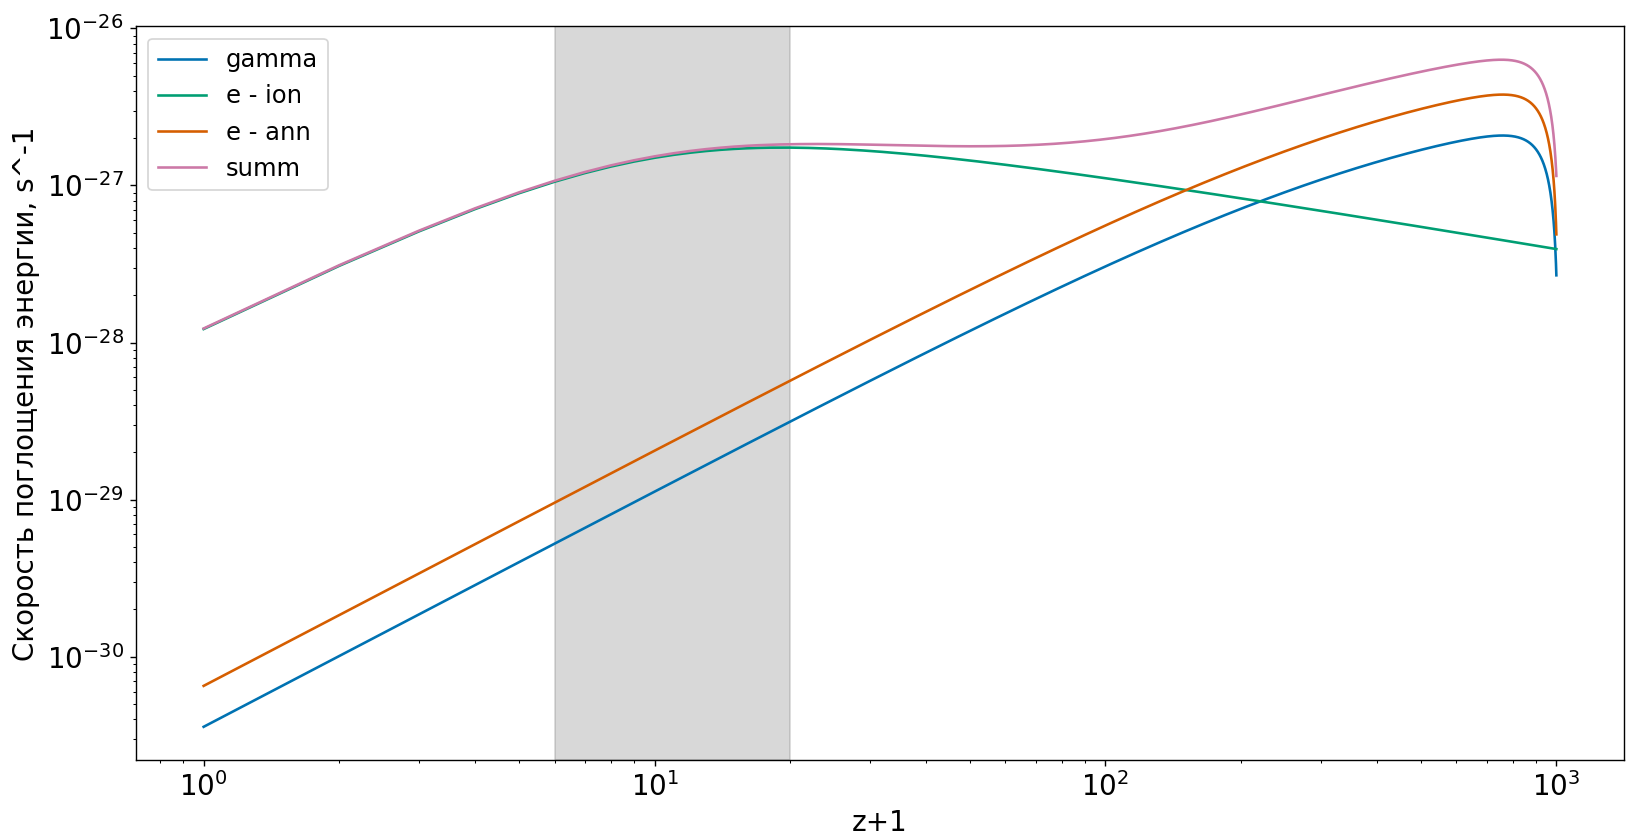 10^−26
10^−27
10^−28
10^−29
10^−30
Скорость поглощения энергии, s^-1
gamma
e - ion
e - ann
summ
10^0
10^1
10^2
10^3
z+1